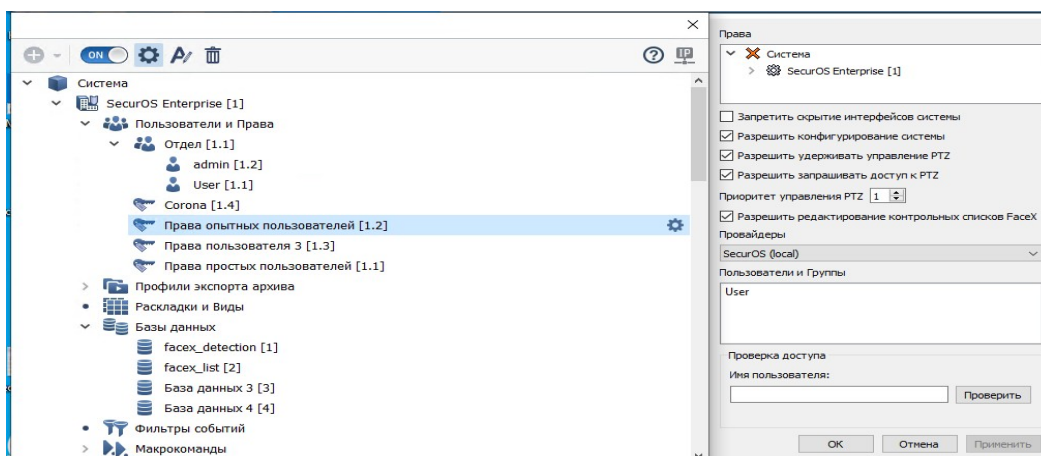 ON
IP
Система
SecurOS Enterprise [1]
Пользователи и Права
Отдел [1.1]
admin [1.2]
User [1.1]
Corona [1.4]
Права опытных пользователей [1.2]
Права пользователя 3 [1.3]
Права простых пользователей [1.1]
Профили экспорта архива
Раскладки и Виды
Базы данных
facex_detection [1]
facex_list [2]
База данных 3 [3]
База данных 4 [4]
Фильтры событий
Макрокоманды
Права
Система
SecurOS Enterprise [1]
Запретить скрытие интерфейсов системы
Разрешить конфигурирование системы
Разрешить удерживать управление PTZ
Разрешить запрашивать доступ к PTZ
Приоритет управления PTZ 1
Разрешить редактирование контрольных списков FaceX
Провайдеры
SecurOS (local)
Пользователи и Группы
User
Проверка доступа
Имя пользователя:
Проверить
OK Отмена Применить